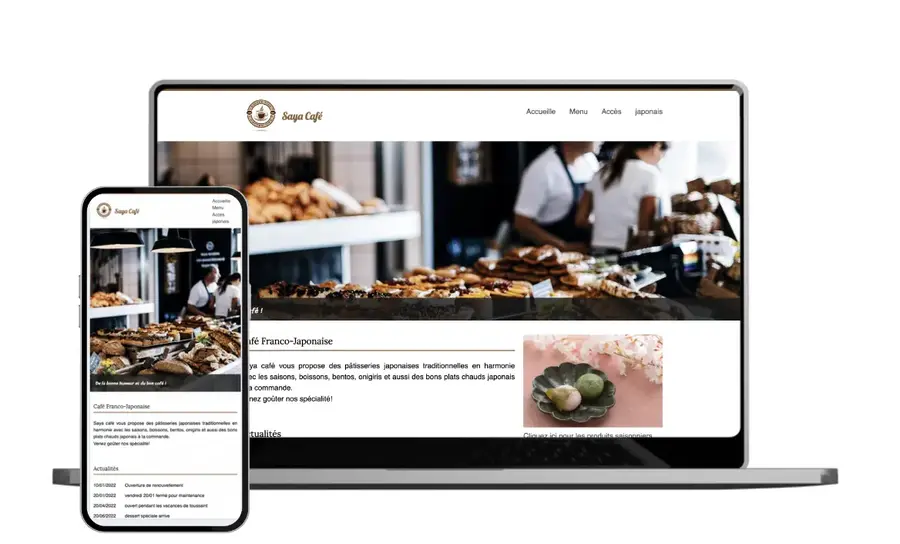 Saya Café
Accueille Menu Accès japonais
café !
café Franco-Japonaise
aya café vous propose des pâtisseries japonaises traditionnelles en harmonie
ec les saisons, boissons, bentos, onigiris et aussi des bons plats chauds japonais
a commande.
nez goûter nos spécialité!
ctualités
Cliquez ici pour les produits saisonniers
Saya Café
Accueille
Menu
Accès
japonais
De la bonne humeur et du bon café !
Café Franco-Japonaise
Saya café vous propose des pâtisseries japonaises traditionnelles en
harmonie avec les saisons, boissons, bentos, onigiris et aussi des bons
plats chauds japonais à la commande.
Venez goûter nos spécialité!
Actualités
10/01/2022 Ouverture de renouvellement
20/01/2022 vendredi 20/01 fermé pour maintenance
20/04/2022 ouvert pendant les vacances de toussaint
20/06/2022 dessert spéciale arrive